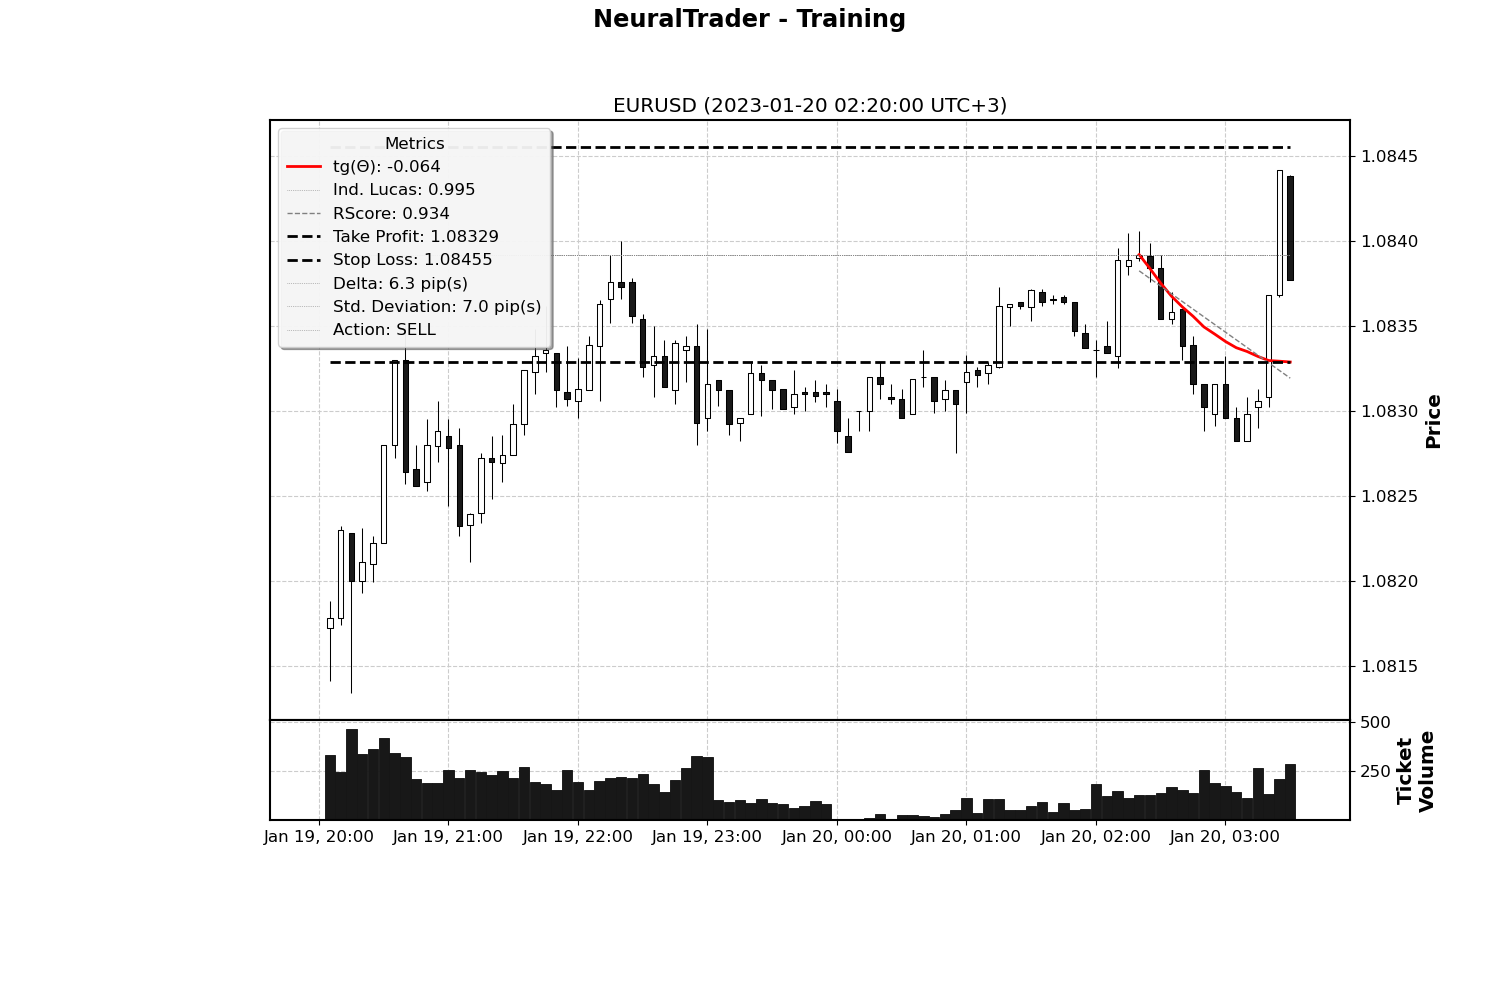 NeuralTrader - Training
EURUSD (2023-01-20 02:20:00 UTC+3)
Metrics
tg(Θ): -0.064
Ind. Lucas: 0.995
RScore: 0.934
Take Profit: 1.08329
Stop Loss: 1.08455
Delta: 6.3 pip(s)
Std. Deviation: 7.0 pip(s)
Action: SELL
1.0845
1.0840
1.0835
1.0830
1.0825
1.0820
1.0815
Price
500
250
Ticket
Volume
Jan 19, 20:00
Jan 19, 21:00
Jan 19, 22:00
Jan 19, 23:00
Jan 20, 00:00
Jan 20, 01:00
Jan 20, 02:00
Jan 20, 03:00